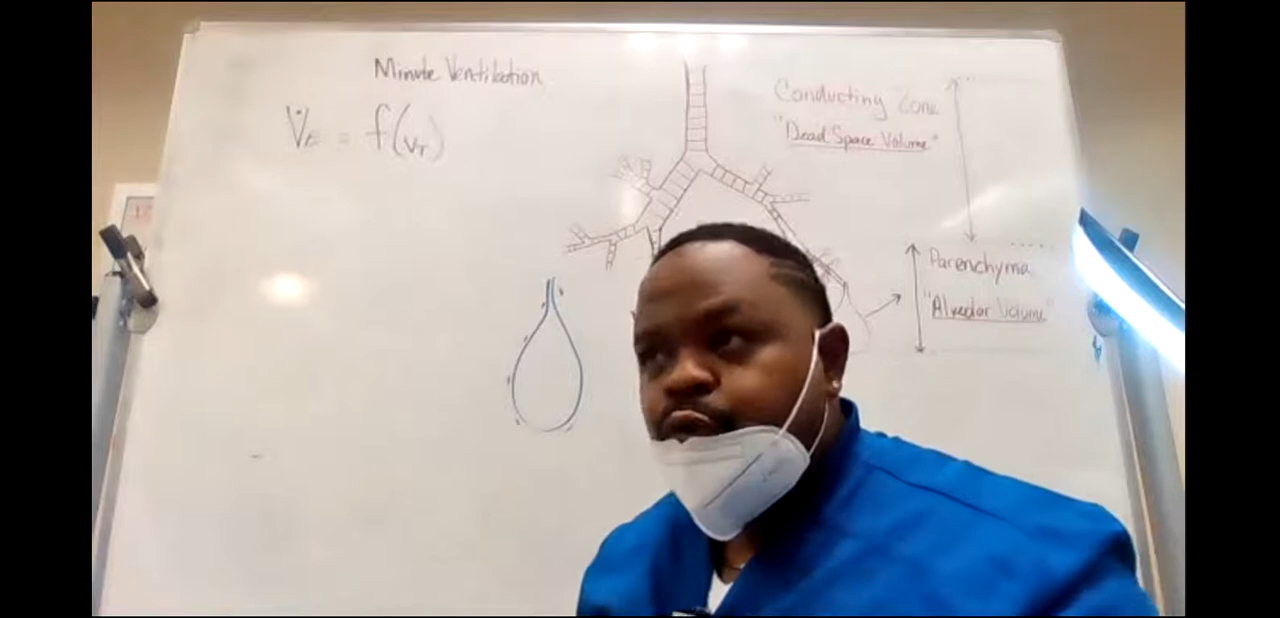 Minute Ventilation
V̇E = f(VT)
Conducting Zone
"Dead Space Volume"
Parenchyma
"Alveolar Volume"